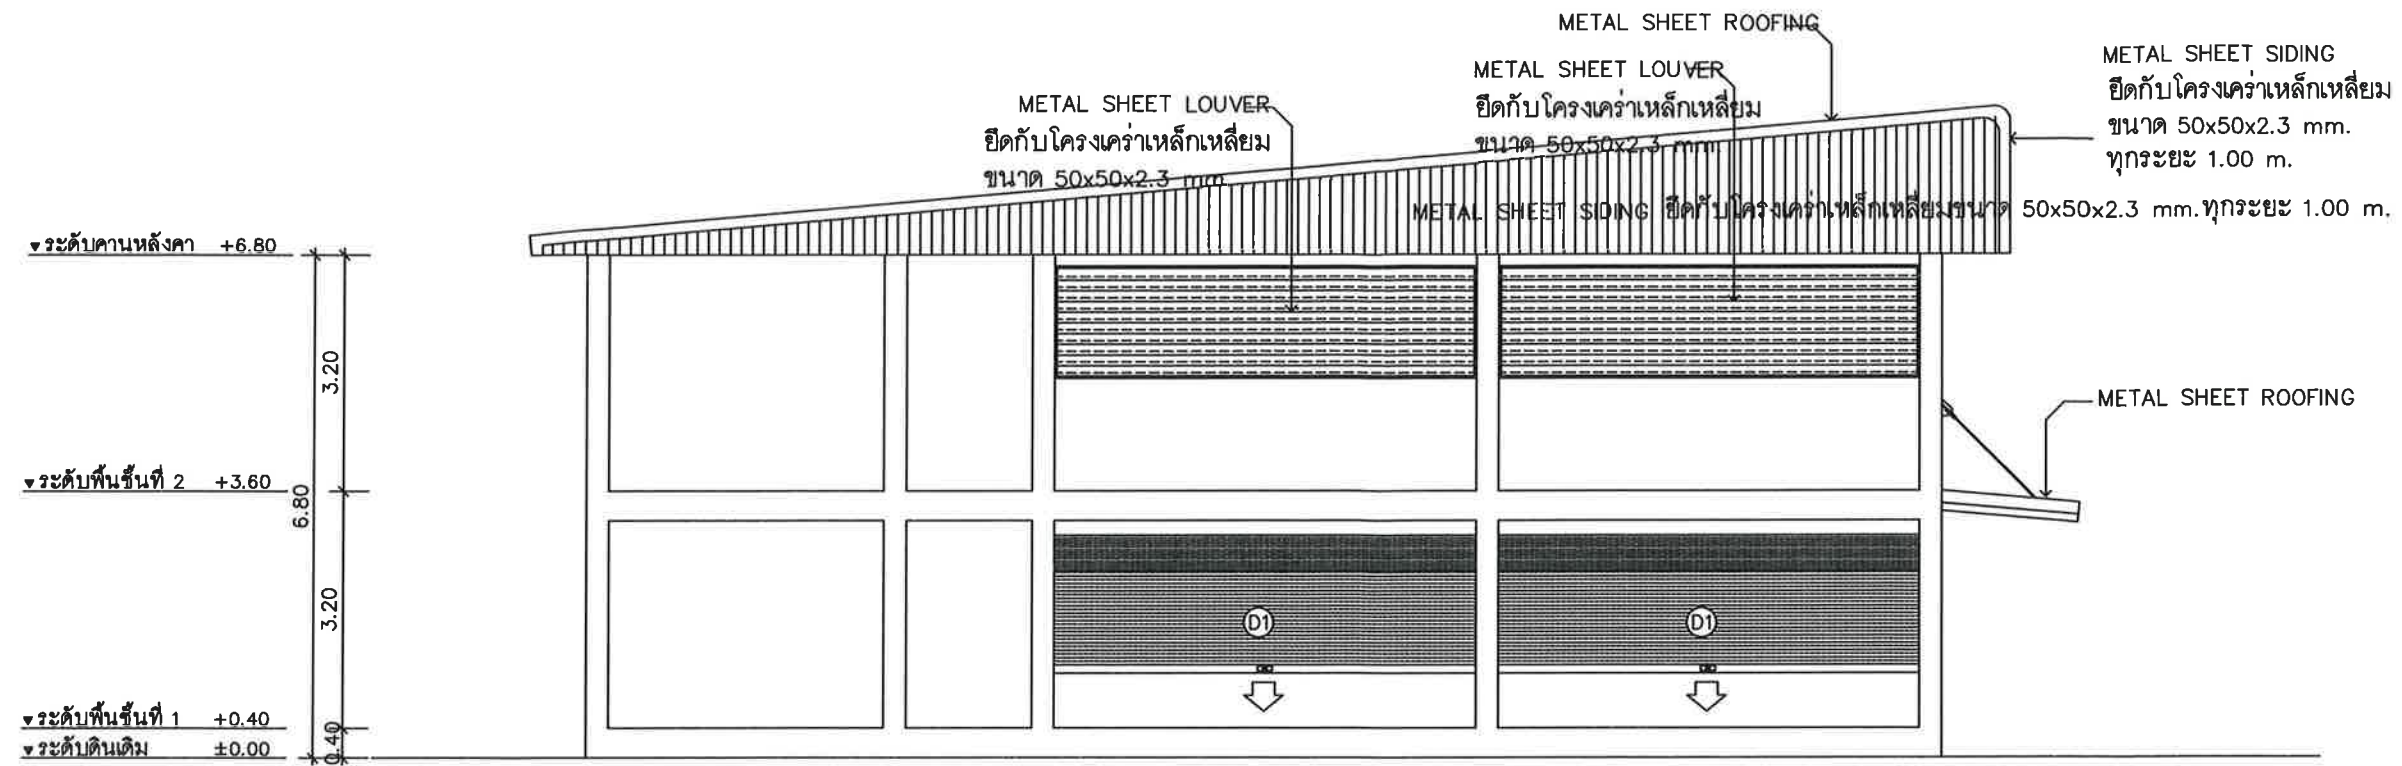 METAL SHEET ROOFING
METAL SHEET LOUVER
ยึดกับโครงเคร่าเหล็กเหลี่ยม
ขนาด 50x50x2.3 mm.
METAL SHEET SIDING
ยึดกับโครงเคร่าเหล็กเหลี่ยม
ขนาด 50x50x2.3 mm.
ทุกระยะ 1.00 m.
METAL SHEET LOUVER
ยึดกับโครงเคร่าเหล็กเหลี่ยม
ขนาด 50x50x2.3 mm.
METAL SHEET SIDING ยึดกับโครงเคร่าเหล็กเหลี่ยมขนาด 50x50x2.3 mm.ทุกระยะ 1.00 m.
ระดับคานหลังคา +6.80
3.20
METAL SHEET ROOFING
ระดับพื้นชั้นที่ 2 +3.60
6.80
3.20
D1
D1
ระดับพื้นชั้นที่ 1 +0.40
0.40
ระดับดินเดิม ±0.00